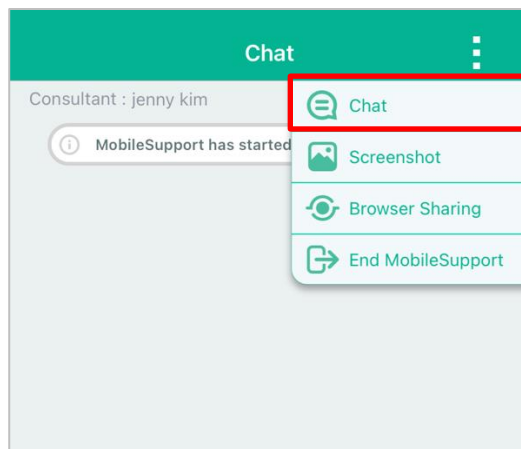 Chat
Consultant : jenny kim
MobileSupport has started
Chat
Screenshot
Browser Sharing
End MobileSupport